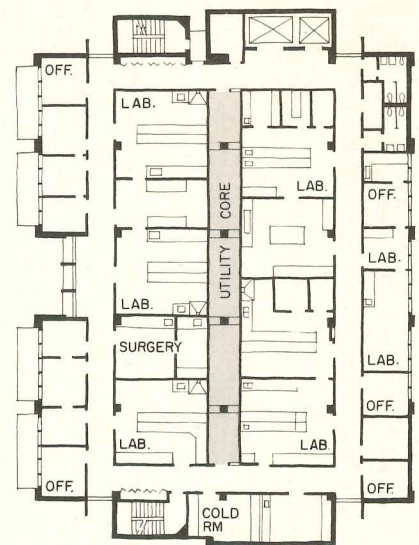 OFF.
LAB.
LAB.
OFF.
UTILITY CORE
LAB.
LAB.
SURGERY
LAB.
LAB.
LAB.
OFF.
OFF.
OFF.
COLD
RM